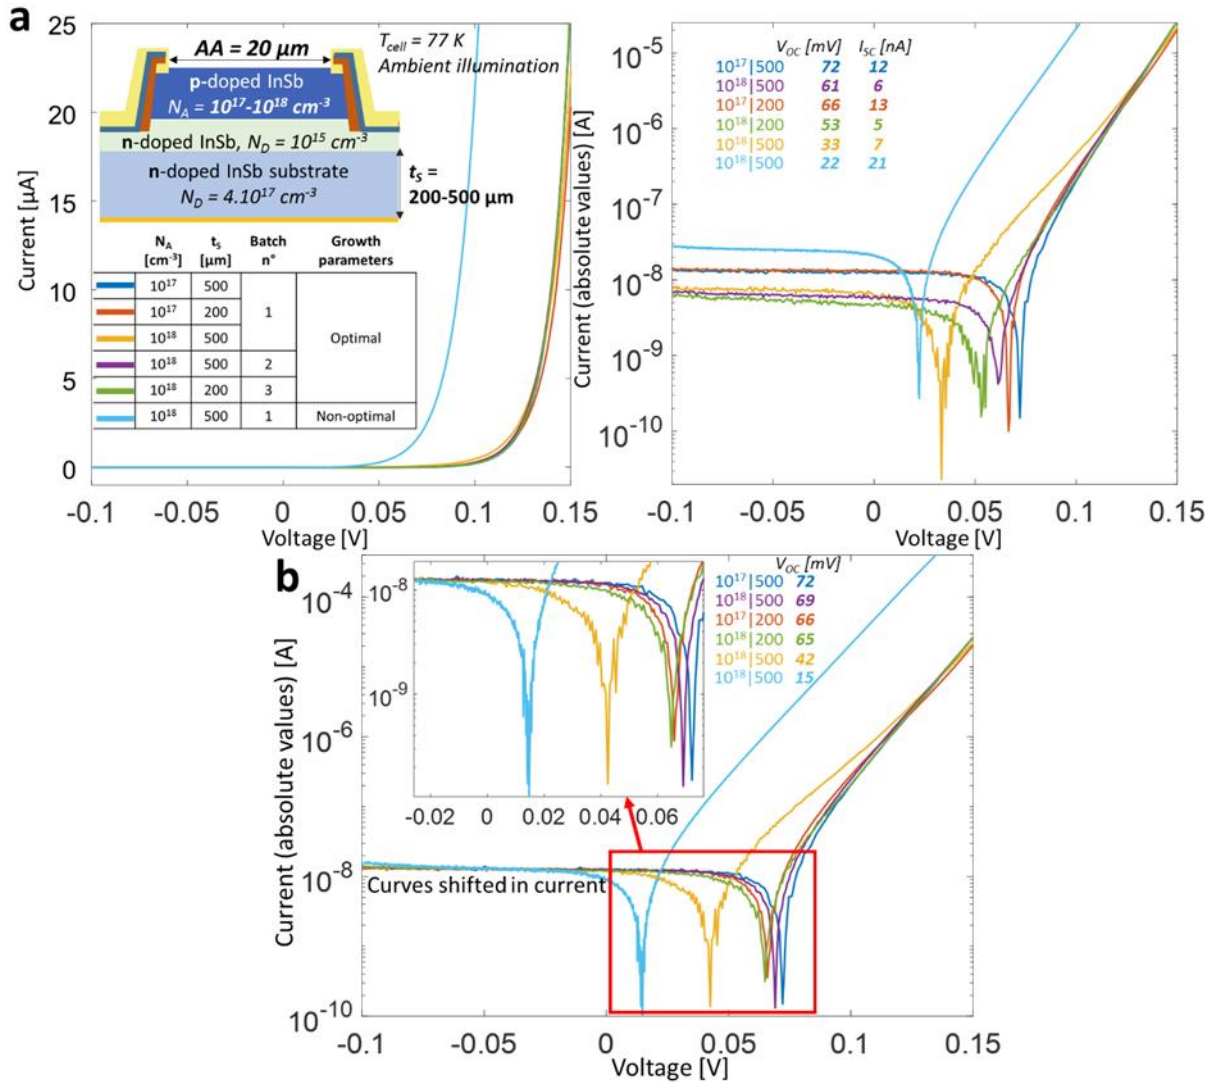 a
AA = 20 µm
T_cell = 77 K
Ambient illumination
p-doped InSb
N_A = 10^17-10^18 cm^-3
n-doped InSb, N_D = 10^15 cm^-3
n-doped InSb substrate
N_D = 4.10^17 cm^-3
t_S =
200-500 µm
N_A [cm^-3] t_S [µm] Batch n° Growth parameters
10^17 500 1 Optimal
10^17 200
10^18 500
10^18 500 2
10^18 200 3
10^18 500 1 Non-optimal
Current [µA]
25
20
15
10
5
0
-0.1 -0.05 0 0.05 0.1 0.15
Voltage [V]
V_OC [mV] I_SC [nA]
10^17|500 72 12
10^18|500 61 6
10^17|200 66 13
10^18|200 53 5
10^18|500 33 7
10^18|500 22 21
Current (absolute values) [A]
10^-5
10^-6
10^-7
10^-8
10^-9
10^-10
-0.1 -0.05 0 0.05 0.1 0.15
Voltage [V]
b
V_OC [mV]
10^17|500 72
10^18|500 69
10^17|200 66
10^18|200 65
10^18|500 42
10^18|500 15
10^-8
10^-9
-0.02 0 0.02 0.04 0.06
Curves shifted in current
Current (absolute values) [A]
10^-4
10^-6
10^-8
10^-10
-0.1 -0.05 0 0.05 0.1 0.15
Voltage [V]